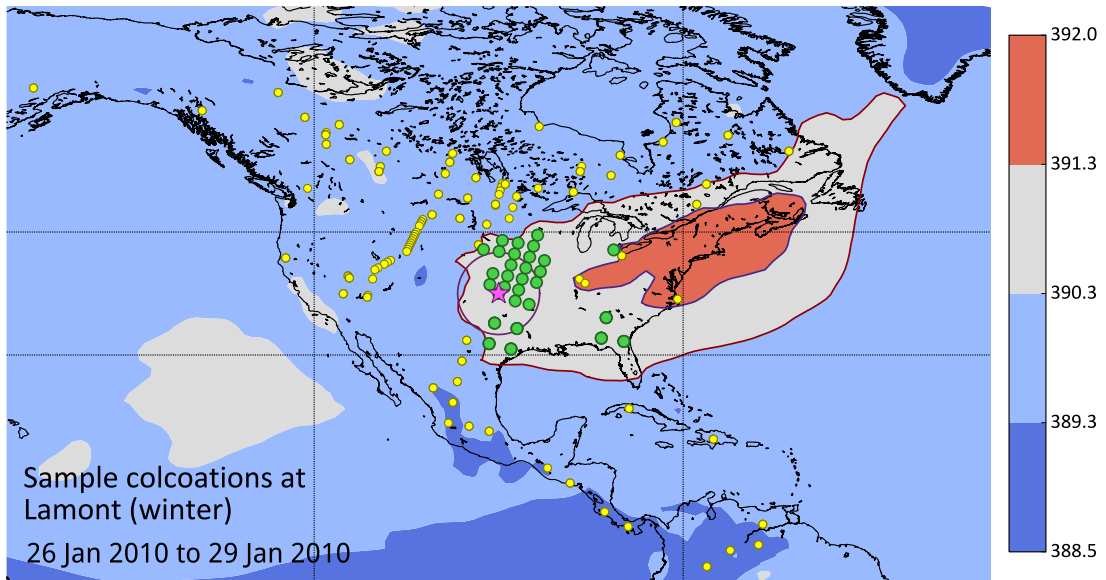 392.0
391.3
390.3
389.3
388.5
Sample colcoations at
Lamont (winter)
26 Jan 2010 to 29 Jan 2010